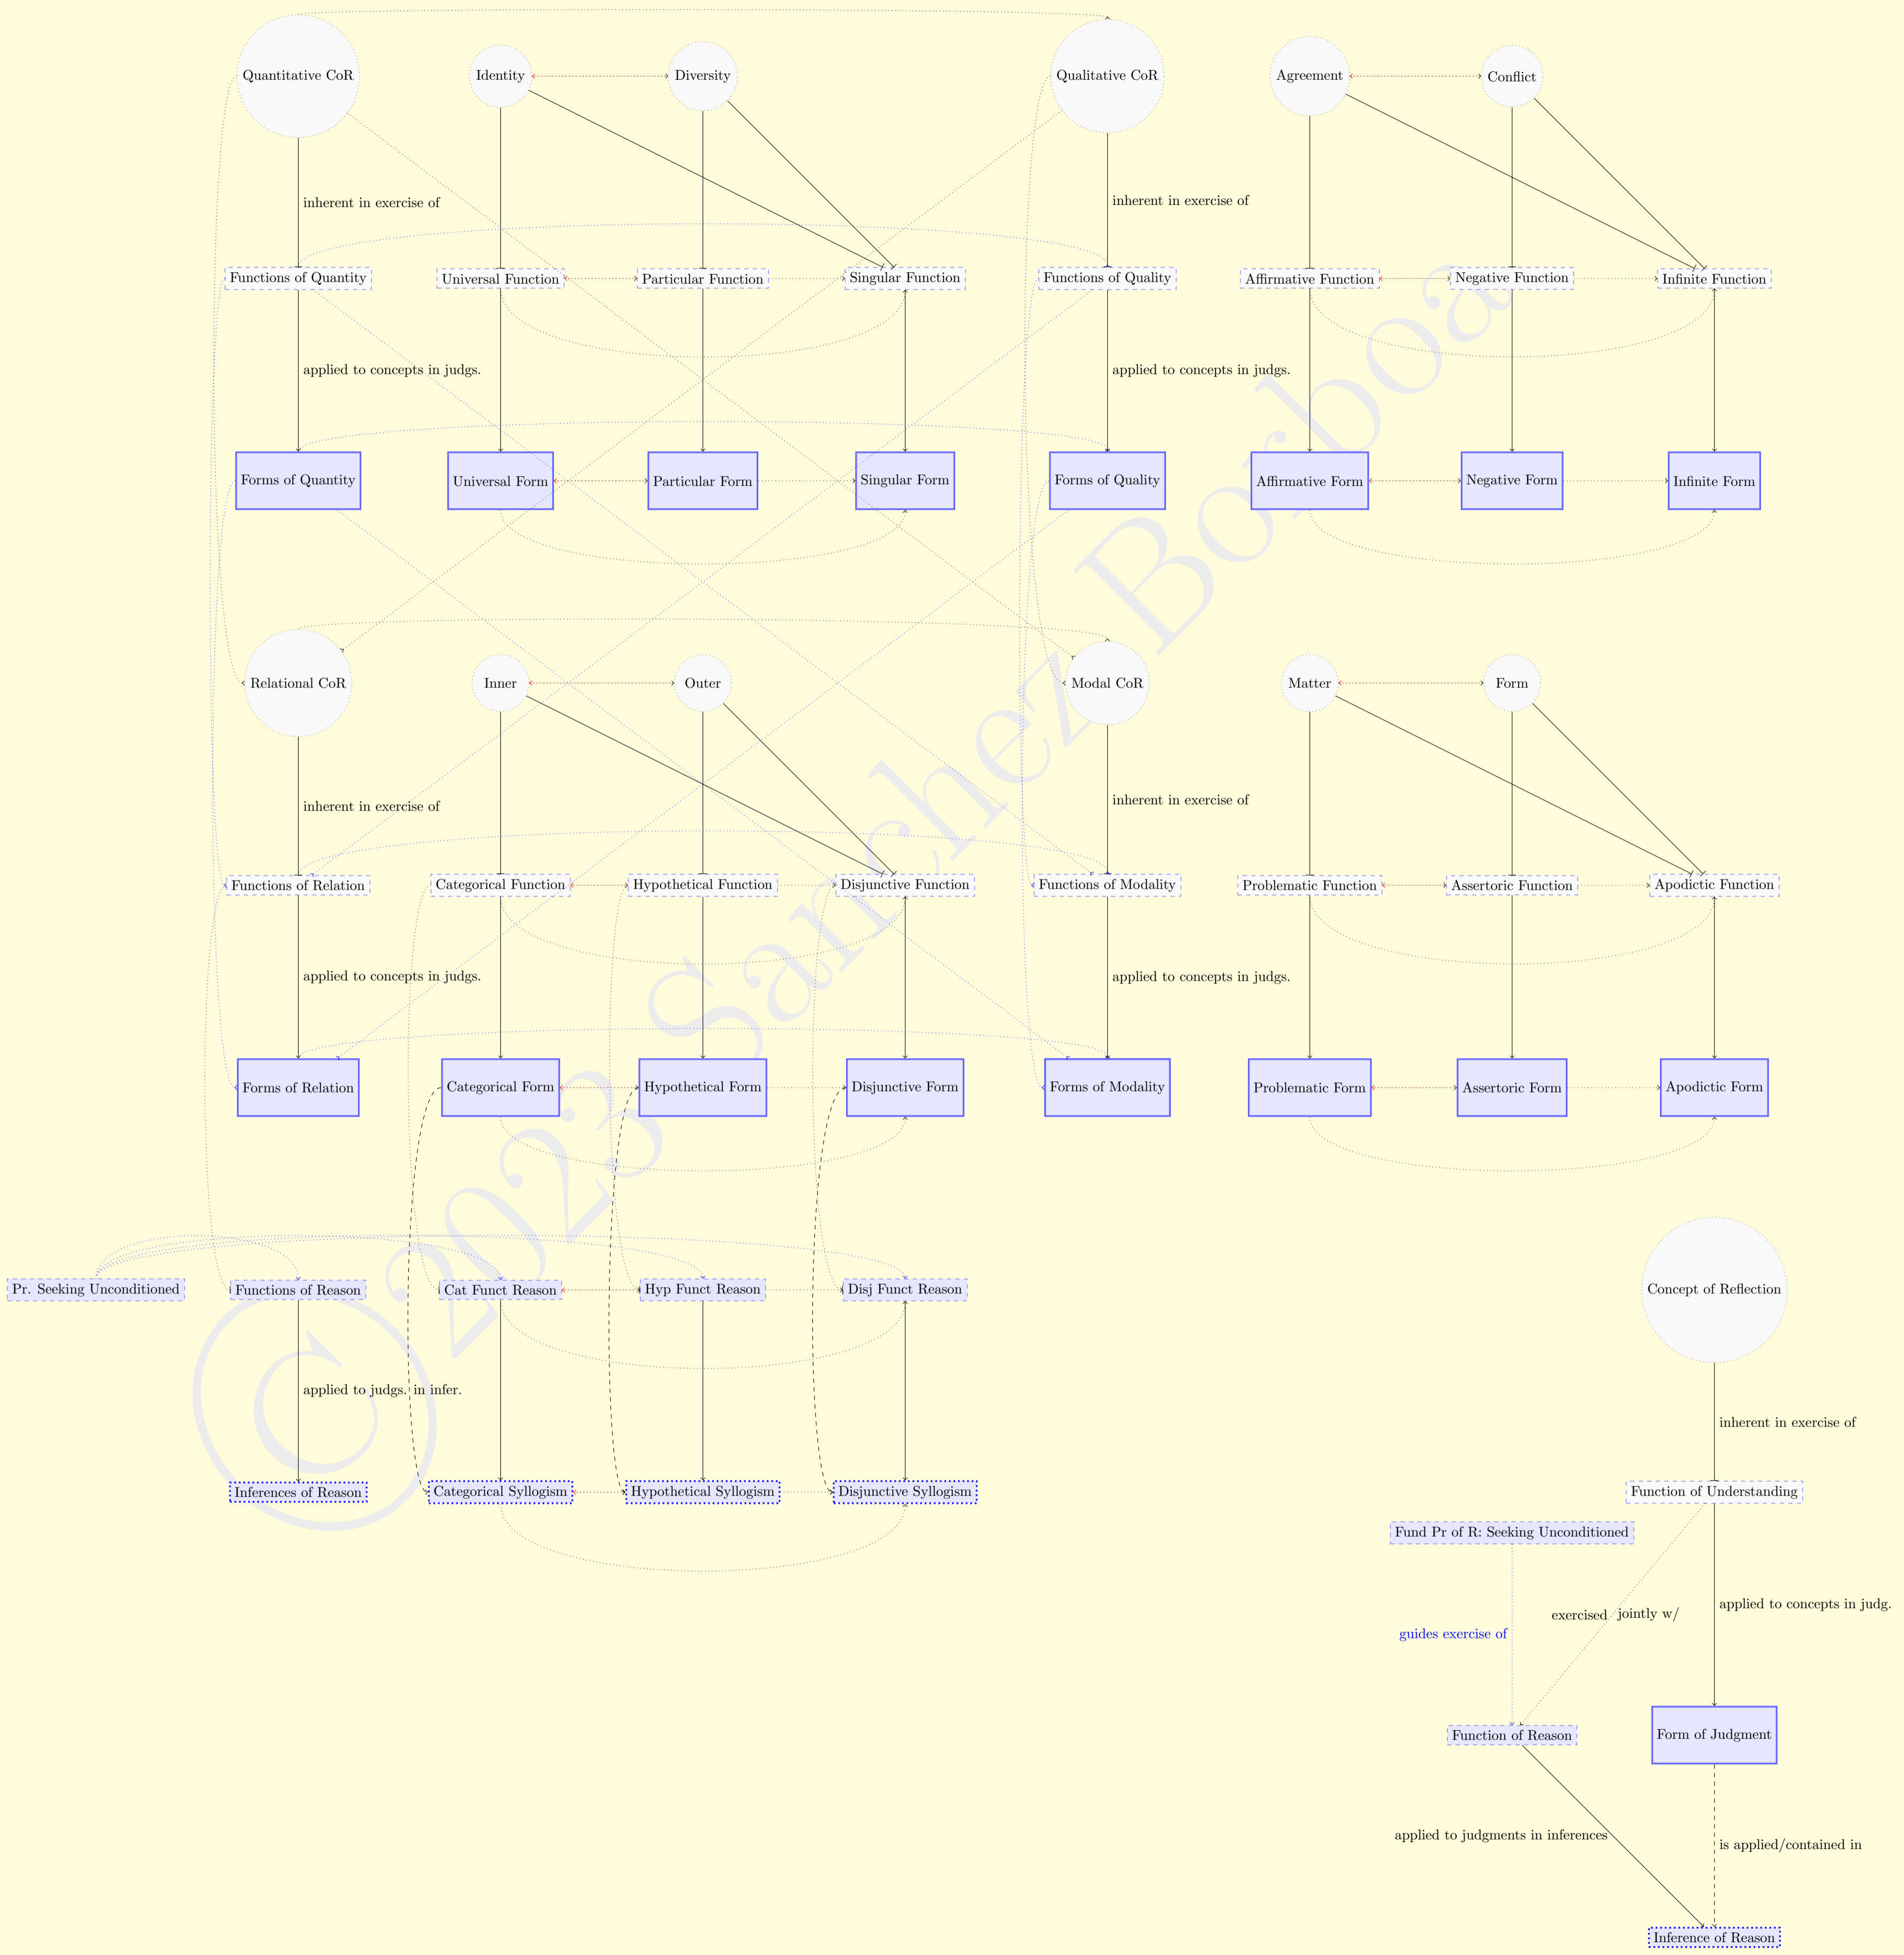 Quantitative CoR
Identity
Diversity
Qualitative CoR
Agreement
Conflict
inherent in exercise of
inherent in exercise of
Functions of Quantity
Universal Function
Particular Function
Singular Function
Functions of Quality
Affirmative Function
Negative Function
Infinite Function
applied to concepts in judgs.
applied to concepts in judgs.
Forms of Quantity
Universal Form
Particular Form
Singular Form
Forms of Quality
Affirmative Form
Negative Form
Infinite Form
Relational CoR
Inner
Outer
Modal CoR
Matter
Form
inherent in exercise of
inherent in exercise of
Functions of Relation
Categorical Function
Hypothetical Function
Disjunctive Function
Functions of Modality
Problematic Function
Assertoric Function
Apodictic Function
applied to concepts in judgs.
applied to concepts in judgs.
Forms of Relation
Categorical Form
Hypothetical Form
Disjunctive Form
Forms of Modality
Problematic Form
Assertoric Form
Apodictic Form
Pr. Seeking Unconditioned
Functions of Reason
Cat Funct Reason
Hyp Funct Reason
Disj Funct Reason
Concept of Reflection
applied to judgs. in infer.
inherent in exercise of
Inferences of Reason
Categorical Syllogism
Hypothetical Syllogism
Disjunctive Syllogism
Function of Understanding
Fund Pr of R: Seeking Unconditioned
applied to concepts in judg.
exercised jointly w/
guides exercise of
Function of Reason
Form of Judgment
applied to judgments in inferences
is applied/contained in
Inference of Reason
©2023 Sanchez Borboa